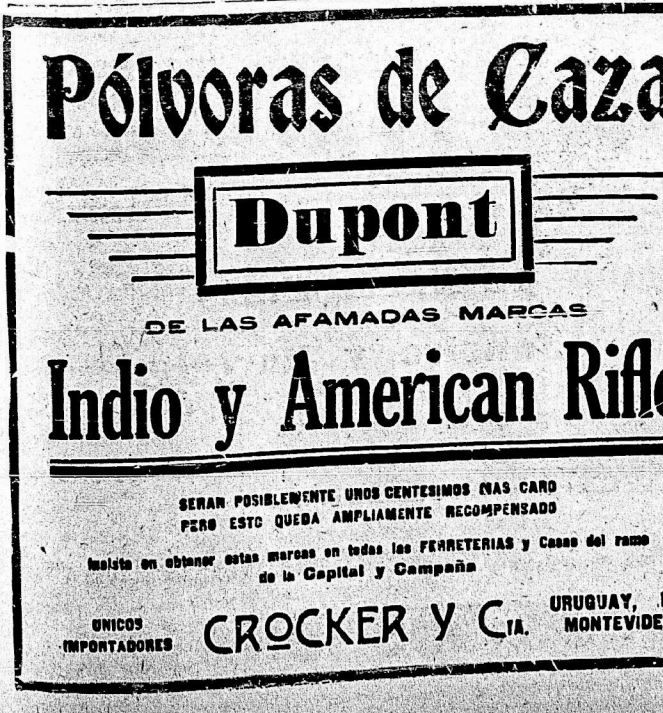 Pólvoras de Caza
Dupont
DE LAS AFAMADAS MARCAS
Indio y American Rifle
SERAN POSIBLEMENTE UNOS CENTESIMOS MAS CARO
PERO ESTO QUEDA AMPLIAMENTE RECOMPENSADO
Insista en obtener estas marcas en todas las FERRETERIAS y Casas del ramo
de la Capital y Campaña
UNICOS
IMPORTADORES
CROCKER Y CIA.
URUGUAY,
MONTEVIDE